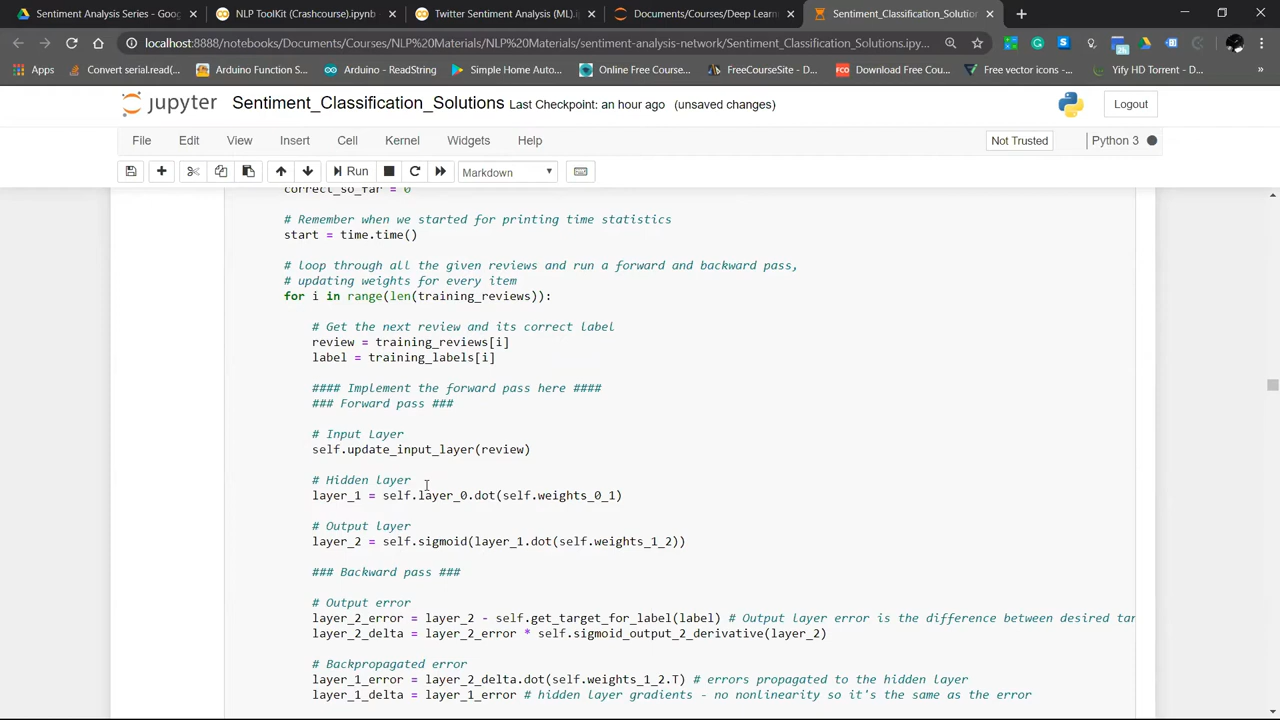 Sentiment Analysis Series - Goog
NLP ToolKit (Crashcourse).ipynb
Twitter Sentiment Analysis (ML).i
Documents/Courses/Deep Learn
Sentiment_Classification_Solution
localhost:8888/notebooks/Documents/Courses/NLP%20Materials/NLP%20Materials/sentiment-analysis-network/Sentiment_Classification_Solutions.ipy...
Apps
Convert serial.read(...
Arduino Function S...
Arduino - ReadString
Simple Home Auto...
Online Free Course...
FreeCourseSite - Do...
FCO
Download Free Cou...
Free vector icons -...
Yify HD Torrent - D...
jupyter Sentiment_Classification_Solutions Last Checkpoint: an hour ago (unsaved changes)
Logout
File Edit View Insert Cell Kernel Widgets Help
Not Trusted
Python 3
Run
Markdown
correct_so_far = 0
# Remember when we started for printing time statistics
start = time.time()
# loop through all the given reviews and run a forward and backward pass,
# updating weights for every item
for i in range(len(training_reviews)):
# Get the next review and its correct label
review = training_reviews[i]
label = training_labels[i]
#### Implement the forward pass here ####
### Forward pass ###
# Input Layer
self.update_input_layer(review)
# Hidden layer
layer_1 = self.layer_0.dot(self.weights_0_1)
# Output layer
layer_2 = self.sigmoid(layer_1.dot(self.weights_1_2))
### Backward pass ###
# Output error
layer_2_error = layer_2 - self.get_target_for_label(label) # Output layer error is the difference between desired tar
layer_2_delta = layer_2_error * self.sigmoid_output_2_derivative(layer_2)
# Backpropagated error
layer_1_error = layer_2_delta.dot(self.weights_1_2.T) # errors propagated to the hidden layer
layer_1_delta = layer_1_error # hidden layer gradients - no nonlinearity so it's the same as the error